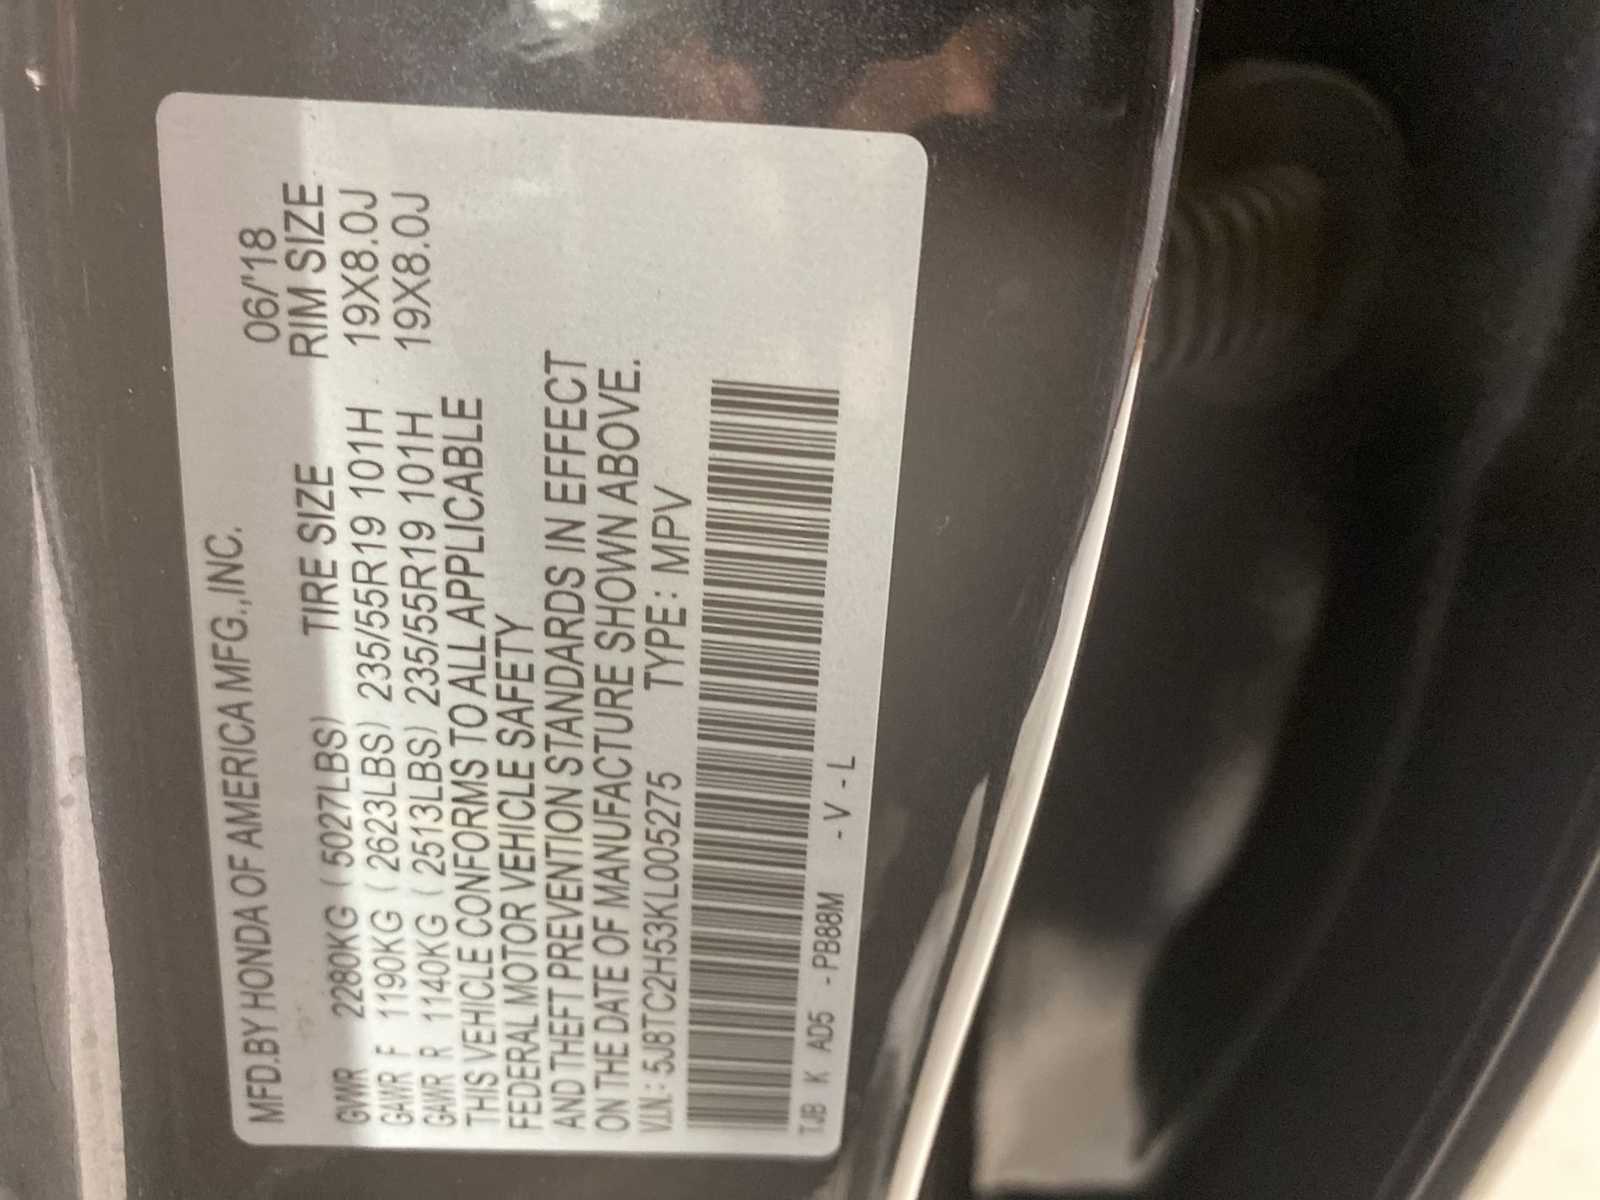 MFD.BY HONDA OF AMERICA MFG.,INC.
06/'18
TIRE SIZE RIM SIZE
GVWR 2280KG ( 5027LBS)
GAWR F 1190KG ( 2623LBS) 235/55R19 101H 19X8.0J
GAWR R 1140KG ( 2513LBS) 235/55R19 101H 19X8.0J
THIS VEHICLE CONFORMS TO ALL APPLICABLE
FEDERAL MOTOR VEHICLE SAFETY
AND THEFT PREVENTION STANDARDS IN EFFECT
ON THE DATE OF MANUFACTURE SHOWN ABOVE.
V.I.N.: 5J8TC2H53KL005275 TYPE: MPV
TJB K AD5 - PB88M - V - L